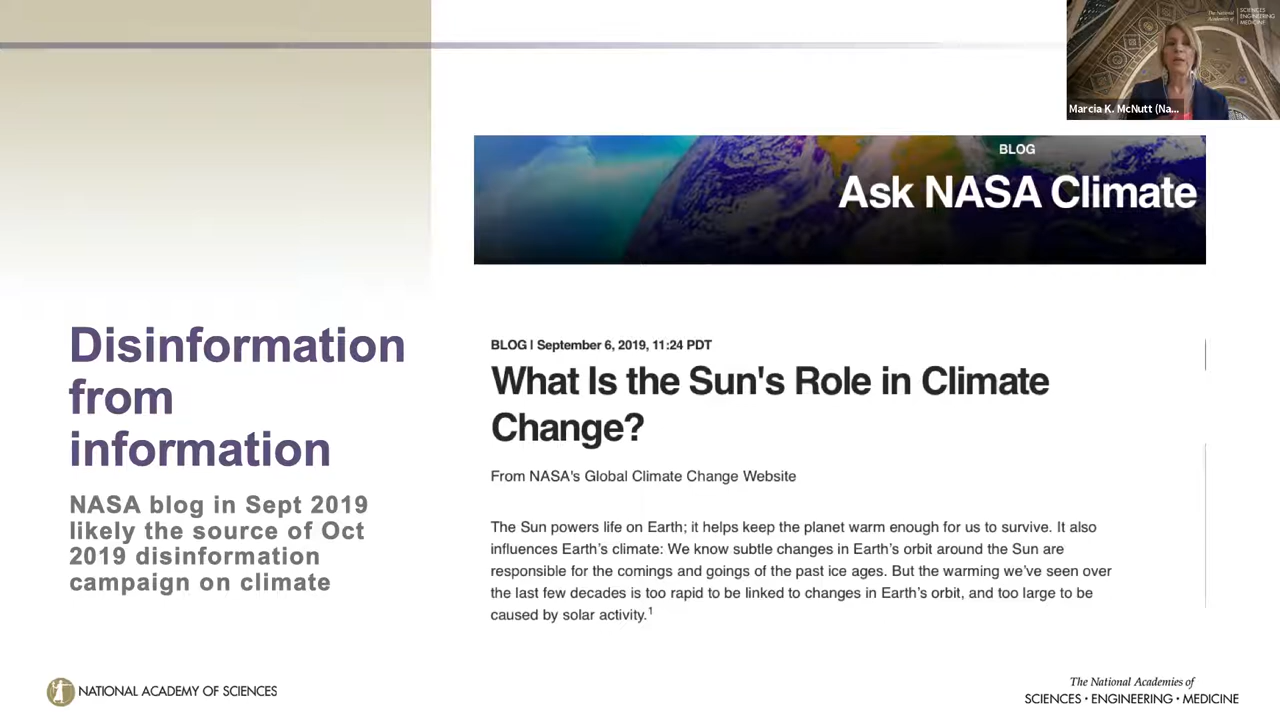 The National Academies of
SCIENCES
ENGINEERING
MEDICINE
Marcia K. McNutt (Na...
BLOG
Ask NASA Climate
Disinformation
from
information
NASA blog in Sept 2019
likely the source of Oct
2019 disinformation
campaign on climate
BLOG | September 6, 2019, 11:24 PDT
What Is the Sun's Role in Climate
Change?
From NASA's Global Climate Change Website
The Sun powers life on Earth; it helps keep the planet warm enough for us to survive. It also
influences Earth’s climate: We know subtle changes in Earth’s orbit around the Sun are
responsible for the comings and goings of the past ice ages. But the warming we’ve seen over
the last few decades is too rapid to be linked to changes in Earth’s orbit, and too large to be
caused by solar activity.1
NATIONAL ACADEMY OF SCIENCES
The National Academies of
SCIENCES • ENGINEERING • MEDICINE